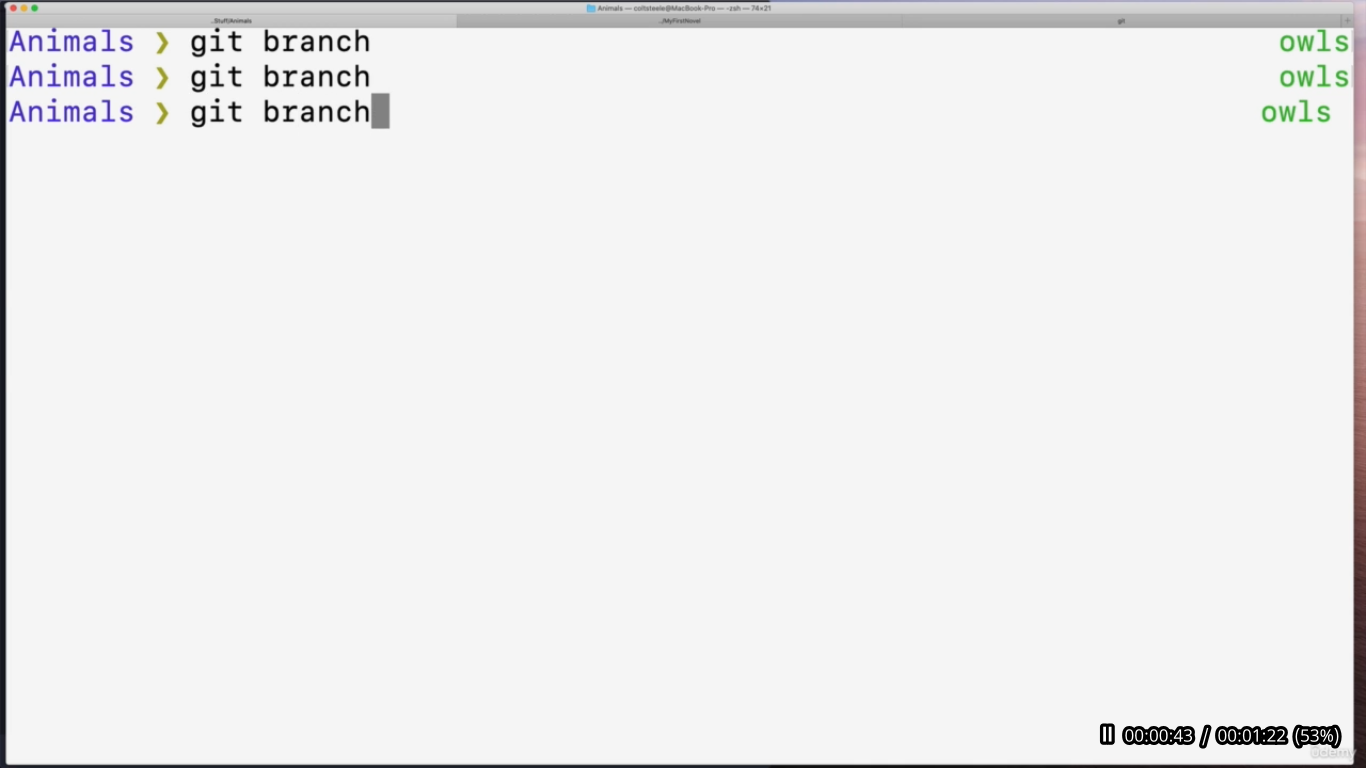 Animals — coltsteele@MacBook-Pro — -zsh — 74×21
..Stuff/Animals ../MyFirstNovel git +
Animals ❯ git branch owls
Animals ❯ git branch owls
Animals ❯ git branch owls
00:00:43 / 00:01:22 (53%)
udemy